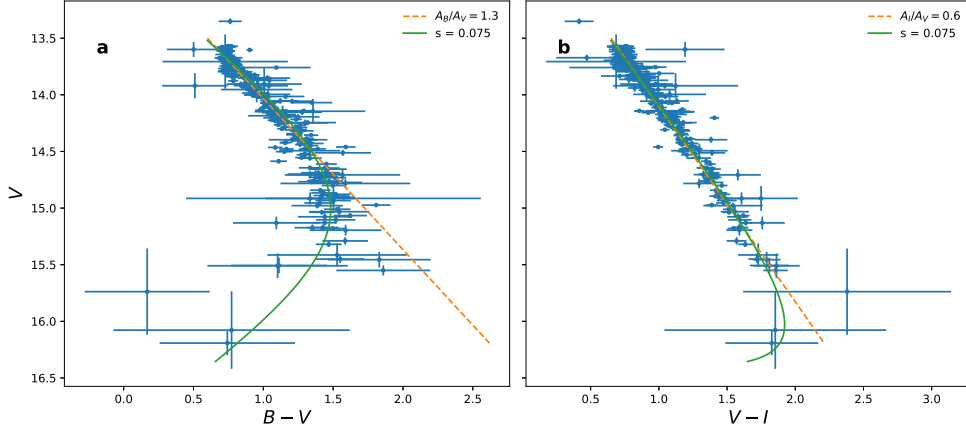 a
A_B/A_V = 1.3
s = 0.075
13.5
14.0
14.5
15.0
15.5
16.0
16.5
V
0.0 0.5 1.0 1.5 2.0 2.5
B − V
b
A_I/A_V = 0.6
s = 0.075
0.5 1.0 1.5 2.0 2.5 3.0
V − I